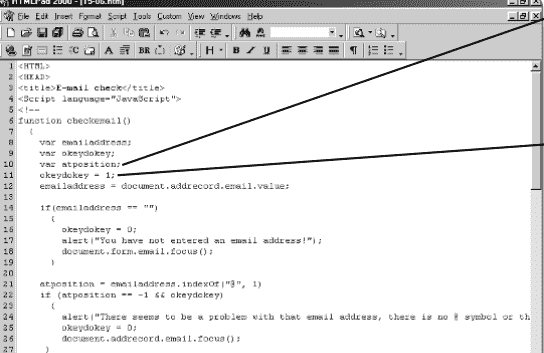 HTMLPad 2000 - [15-06.htm]
File Edit Insert Format Script Tools Custom View Windows Help
1 <HTML>
2 <HEAD>
3 <title>E-mail check</title>
4 <Script language="JavaScript">
5 <!--
6 function checkemail()
7 {
8 var emailaddress;
9 var okeydokey;
10 var atposition;
11 okeydokey = 1;
12 emailaddress = document.addrecord.email.value;
13
14 if(emailaddress == "")
15 {
16 okeydokey = 0;
17 alert("You have not entered an email address!");
18 document.form.email.focus();
19 }
20
21 atposition = emailaddress.indexOf("@", 1)
22 if (atposition == -1 && okeydokey)
23 {
24 alert("There seems to be a problem with that email address, there is no @ symbol or th
25 okeydokey = 0;
26 document.addrecord.email.focus();
27 }